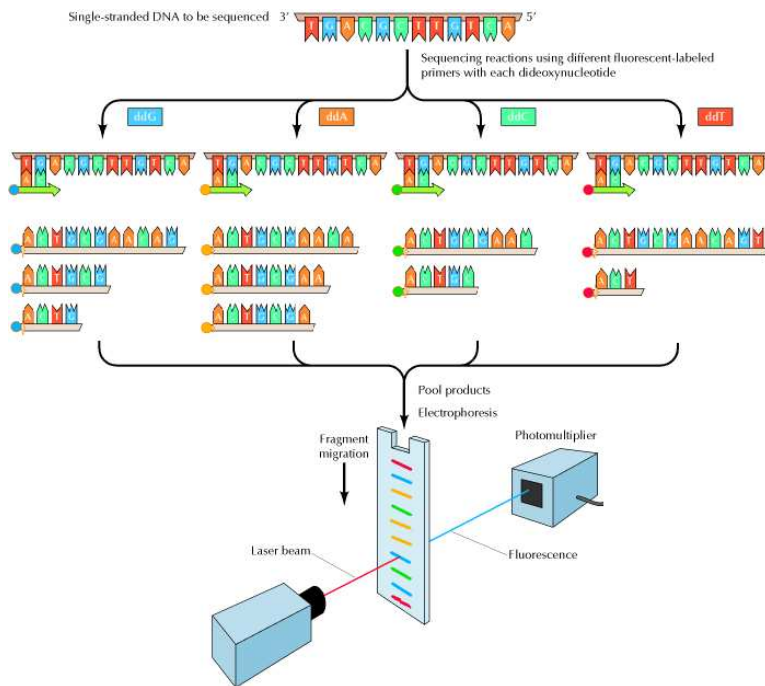 Single-stranded DNA to be sequenced 3′ T G A C G C T T G T C A 5′
Sequencing reactions using different fluorescent-labeled
primers with each dideoxynucleotide
ddG ddA ddC ddT
T G A C G C T T G T C A T G A C G C T T G T C A T G A C G C T T G T C A T G A C G C T T G T C A
A C A C A C A C
A C T G C G A A C A G A C T G C G A A C A A C T G C G A A C A C T G C G A A C A G T
A C T G C G A C T G C G A A A C T G C A C T
A C T G A C T G C G A
Pool products
Electrophoresis
Fragment
migration
Photomultiplier
Laser beam
Fluorescence